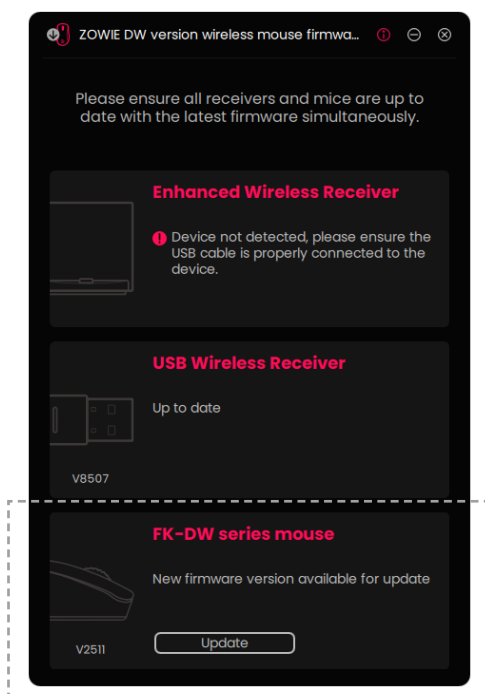 ZOWIE DW version wireless mouse firmwa...
Please ensure all receivers and mice are up to
date with the latest firmware simultaneously.
Enhanced Wireless Receiver
Device not detected, please ensure the
USB cable is properly connected to the
device.
USB Wireless Receiver
Up to date
V8507
FK-DW series mouse
New firmware version available for update
V2511
Update